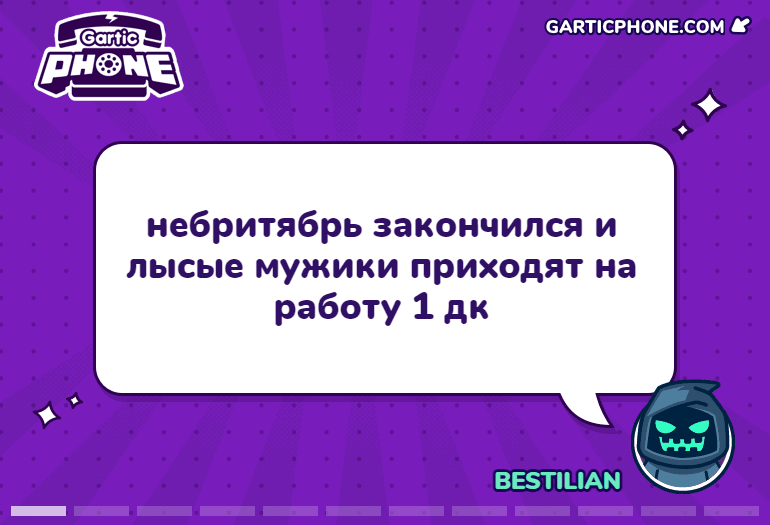 Gartic
PHONE
GARTICPHONE.COM
небритябрь закончился и
лысые мужики приходят на
работу 1 дк
BESTILIAN